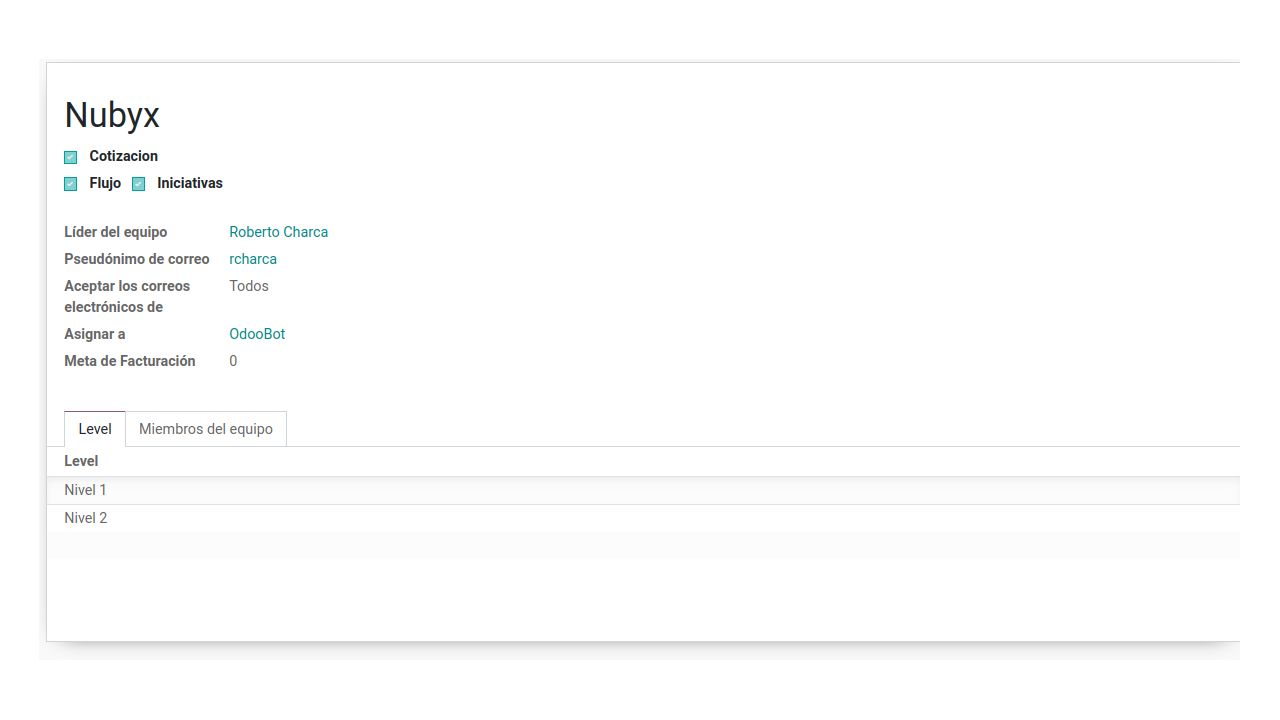 Nubyx
Cotizacion
Flujo Iniciativas
Líder del equipo Roberto Charca
Pseudónimo de correo rcharca
Aceptar los correos Todos
electrónicos de
Asignar a OdooBot
Meta de Facturación 0
Level Miembros del equipo
Level
Nivel 1
Nivel 2